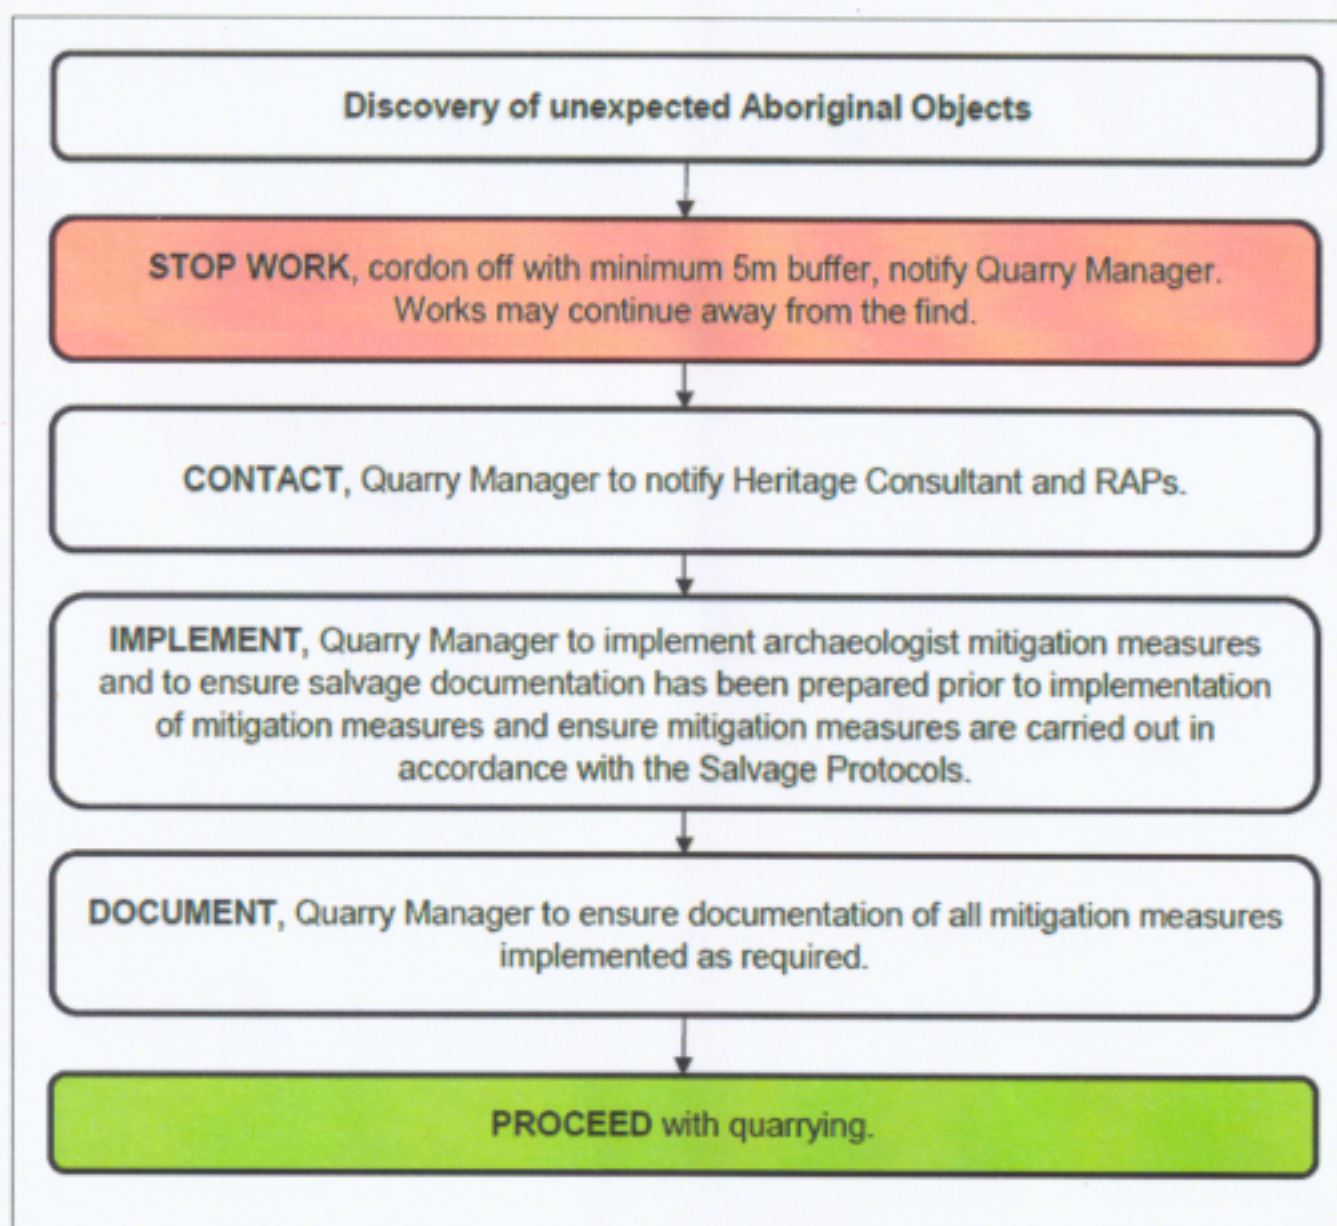 Discovery of unexpected Aboriginal Objects
STOP WORK, cordon off with minimum 5m buffer, notify Quarry Manager.
Works may continue away from the find.
CONTACT, Quarry Manager to notify Heritage Consultant and RAPs.
IMPLEMENT, Quarry Manager to implement archaeologist mitigation measures
and to ensure salvage documentation has been prepared prior to implementation
of mitigation measures and ensure mitigation measures are carried out in
accordance with the Salvage Protocols.
DOCUMENT, Quarry Manager to ensure documentation of all mitigation measures
implemented as required.
PROCEED with quarrying.